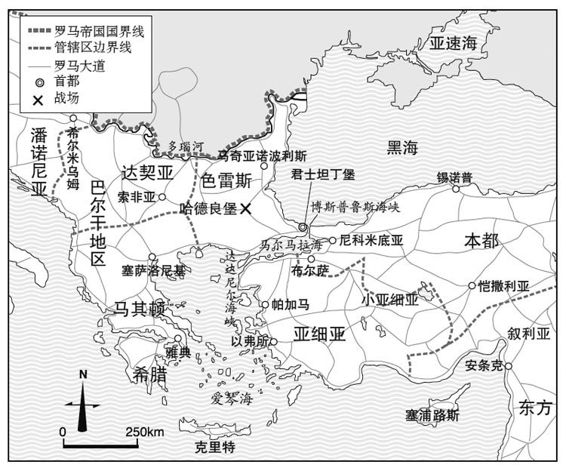 罗马帝国国界线
管辖区边界线
罗马大道
首都
战场
亚速海
潘诺尼亚
希尔米乌姆
多瑙河
黑海
达契亚
马奇亚诺波利斯
色雷斯
君士坦丁堡
锡诺普
巴尔干地区
索非亚
哈德良堡
博斯普鲁斯海峡
马尔马拉海
尼科米底亚
本都
塞萨洛尼基
达达尼尔海峡
布尔萨
恺撒利亚
马其顿
帕加马
小亚细亚
以弗所
亚细亚
叙利亚
雅典
希腊
安条克
爱琴海
塞浦路斯
东方
N
0
250km
克里特